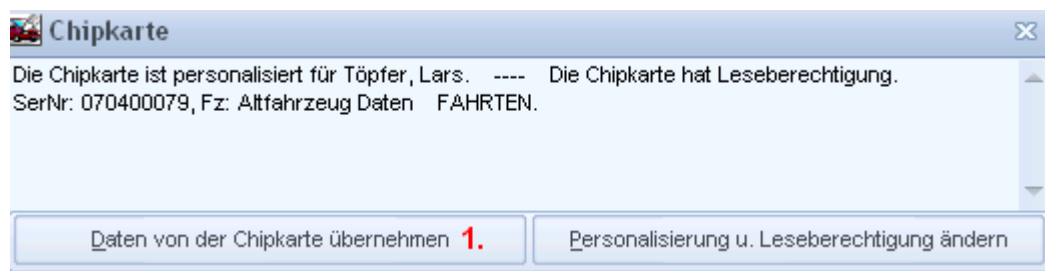 Chipkarte
Die Chipkarte ist personalisiert für Töpfer, Lars. ---- Die Chipkarte hat Leseberechtigung.
SerNr: 070400079, Fz: Altfahrzeug Daten FAHRTEN.
Daten von der Chipkarte übernehmen 1.
Personalisierung u. Leseberechtigung ändern